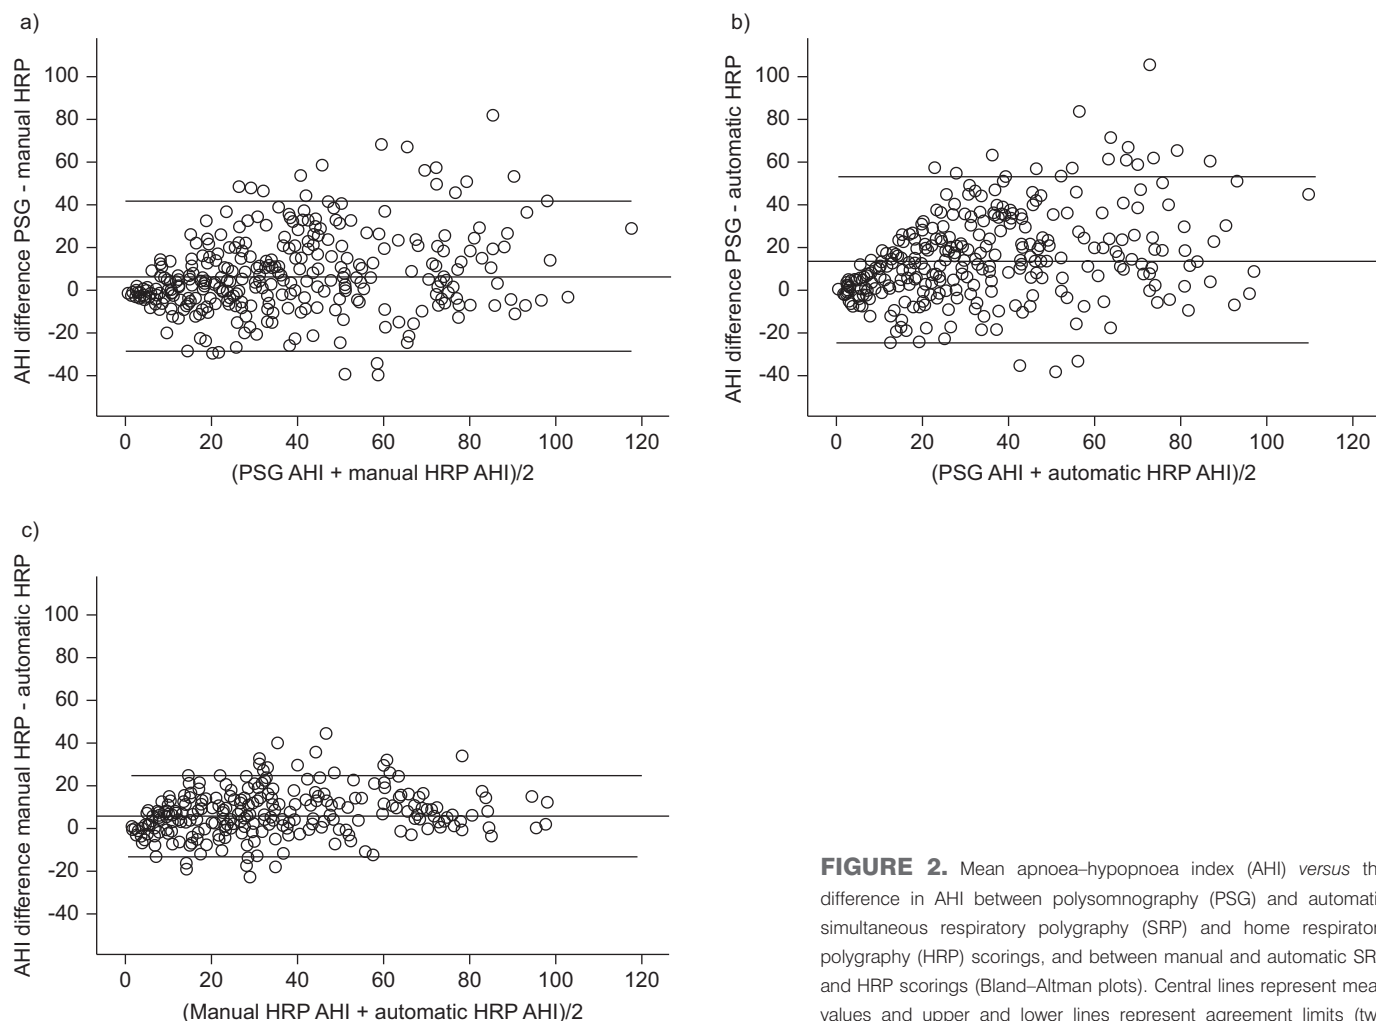 a)
AHI difference PSG - manual HRP
100
80
60
40
20
0
-20
-40
0 20 40 60 80 100 120
(PSG AHI + manual HRP AHI)/2
b)
AHI difference PSG - automatic HRP
100
80
60
40
20
0
-20
-40
0 20 40 60 80 100 120
(PSG AHI + automatic HRP AHI)/2
c)
AHI difference manual HRP - automatic HRP
100
80
60
40
20
0
-20
-40
0 20 40 60 80 100 120
(Manual HRP AHI + automatic HRP AHI)/2
FIGURE 2. Mean apnoea–hypopnoea index (AHI) versus
difference in AHI between polysomnography (PSG) and
simultaneous respiratory polygraphy (SRP) and home
polygraphy (HRP) scorings, and between manual and automatic
and HRP scorings (Bland–Altman plots). Central lines represent
values and upper and lower lines represent agreement limits